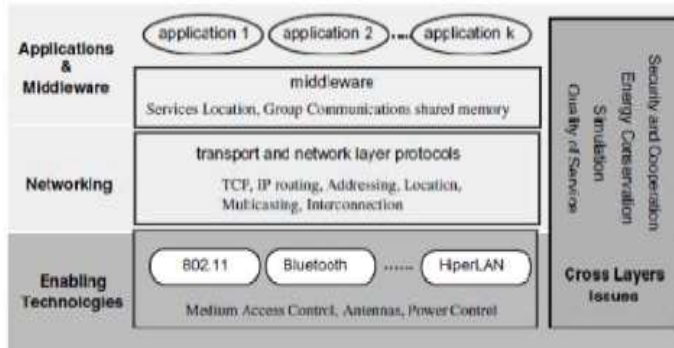 Applications
&
Middleware
application 1
application 2
.....
application k
middleware
Services Location, Group Communications shared memory
Networking
transport and network layer protocols
TCP, IP routing, Addressing, Location,
Multicasting, Interconnection
Enabling
Technologies
802.11
Bluetooth
......
HiperLAN
Medium Access Control, Antennas, Power Control
Security and Cooperation
Energy Conservation
Simulation
Quality of Service
Cross Layers
Issues